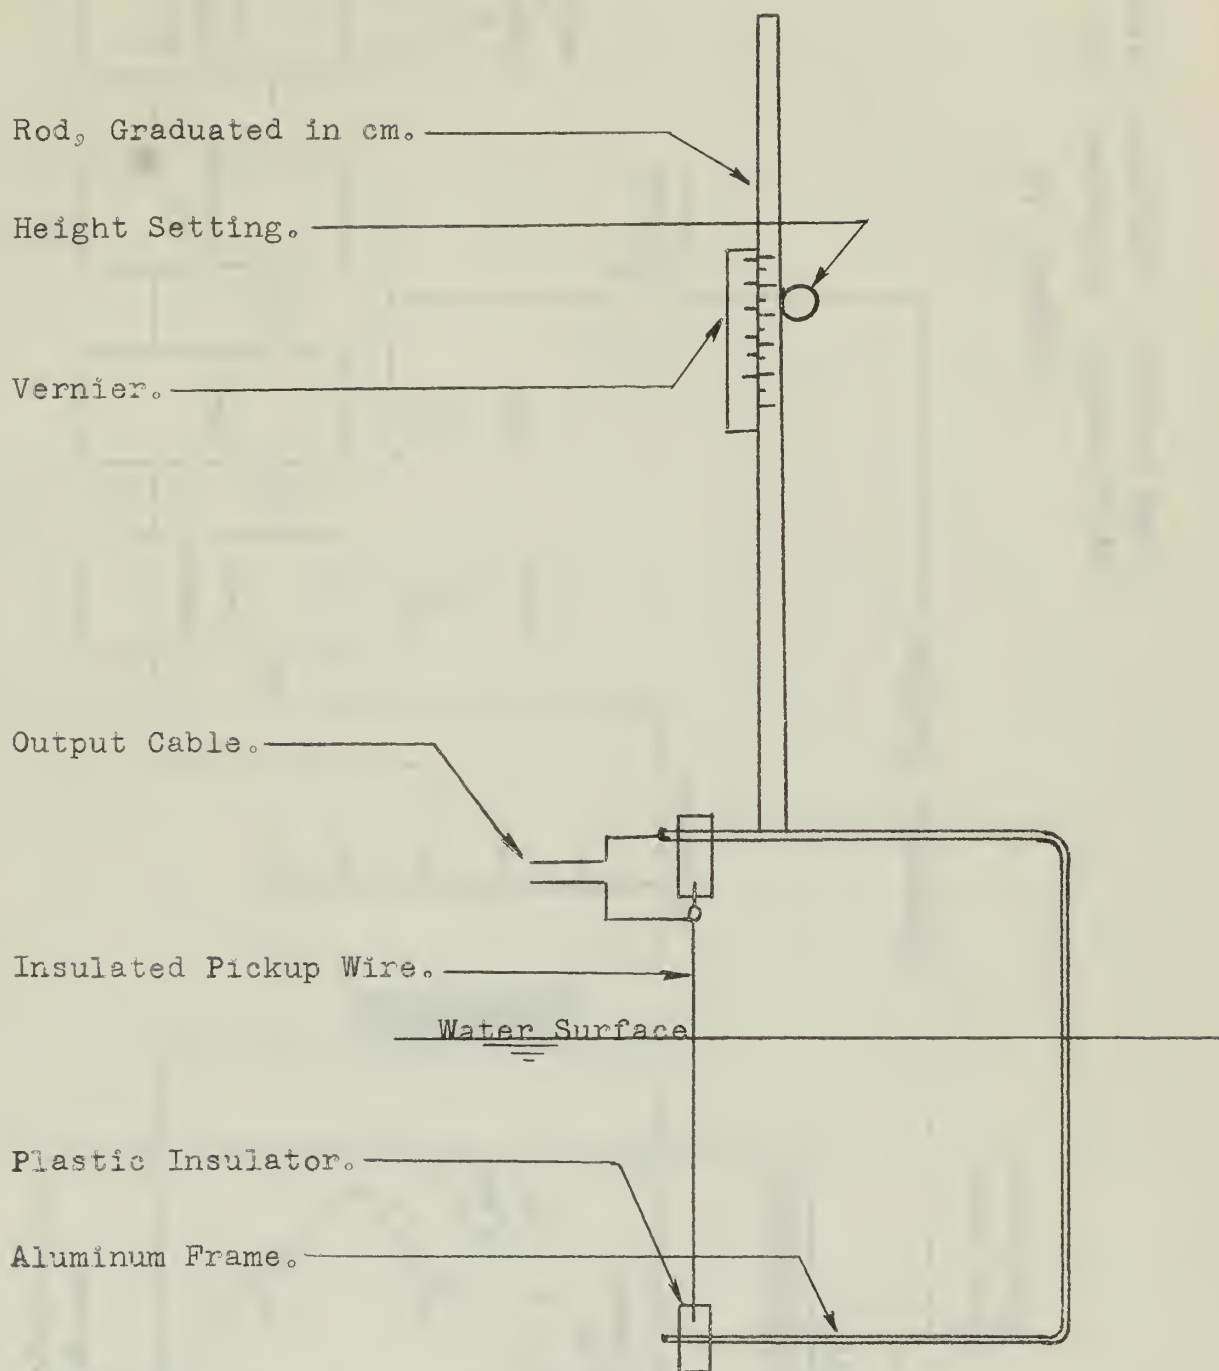 Rod, Graduated in cm.
Height Setting.
Vernier.
Output Cable.
Insulated Pickup Wire.
Water Surface
Plastic Insulator.
Aluminum Frame.